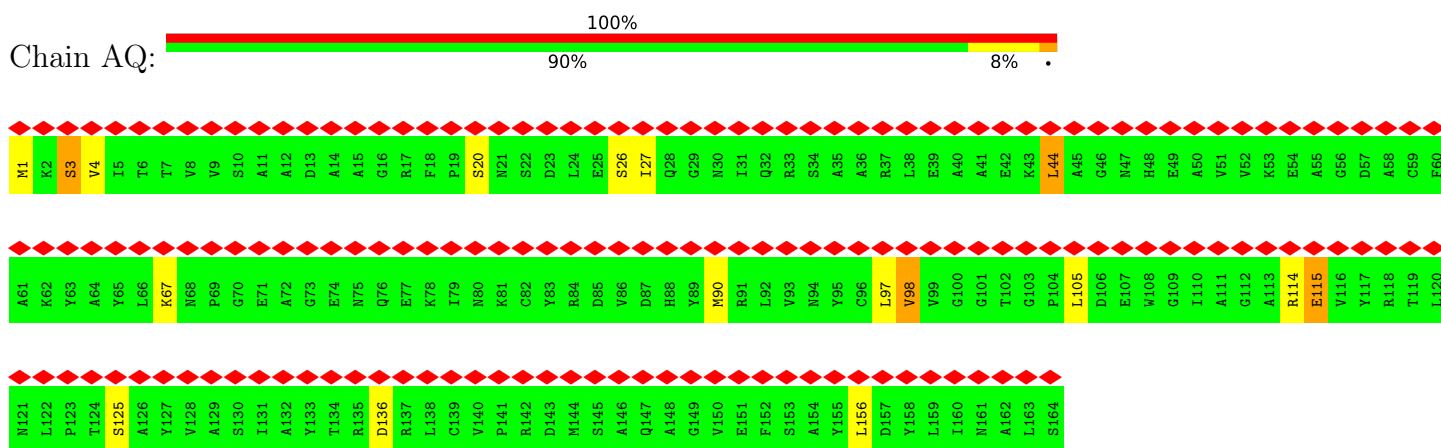 100%
Chain AQ:
90% 8% •
M1 K2 S3 V4 I5 T6 T7 V8 V9 S10 A11 A12 D13 A14 A15 G16 R17 F18 P19 S20 N21 S22 D23 L24 E25 S26 I27 Q28 G29 N30 I31 Q32 R33 S34 A35 A36 R37 L38 E39 A40 A41 E42 K43 L44 A45 G46 N47 H48 E49 A50 V51 V52 K53 E54 A55 G56 D57 A58 C59 F60
A61 K62 Y63 A64 Y65 L66 K67 N68 P69 G70 E71 A72 G73 E74 N75 Q76 E77 K78 I79 N80 K81 C82 Y83 R84 D85 V86 D87 H88 Y89 M90 R91 L92 V93 N94 Y95 C96 L97 V98 V99 G100 G101 T102 G103 P104 L105 D106 E107 W108 G109 I110 A111 G112 A113 R114 E115 V116 Y117 R118 T119 L120
N121 L122 P123 T124 S125 A126 Y127 V128 A129 S130 I131 A132 Y133 T134 R135 D136 R137 L138 C139 V140 P141 R142 D143 M144 S145 A146 Q147 A148 G149 V150 E151 F152 S153 A154 Y155 L156 D157 Y158 L159 I160 N161 A162 L163 S164